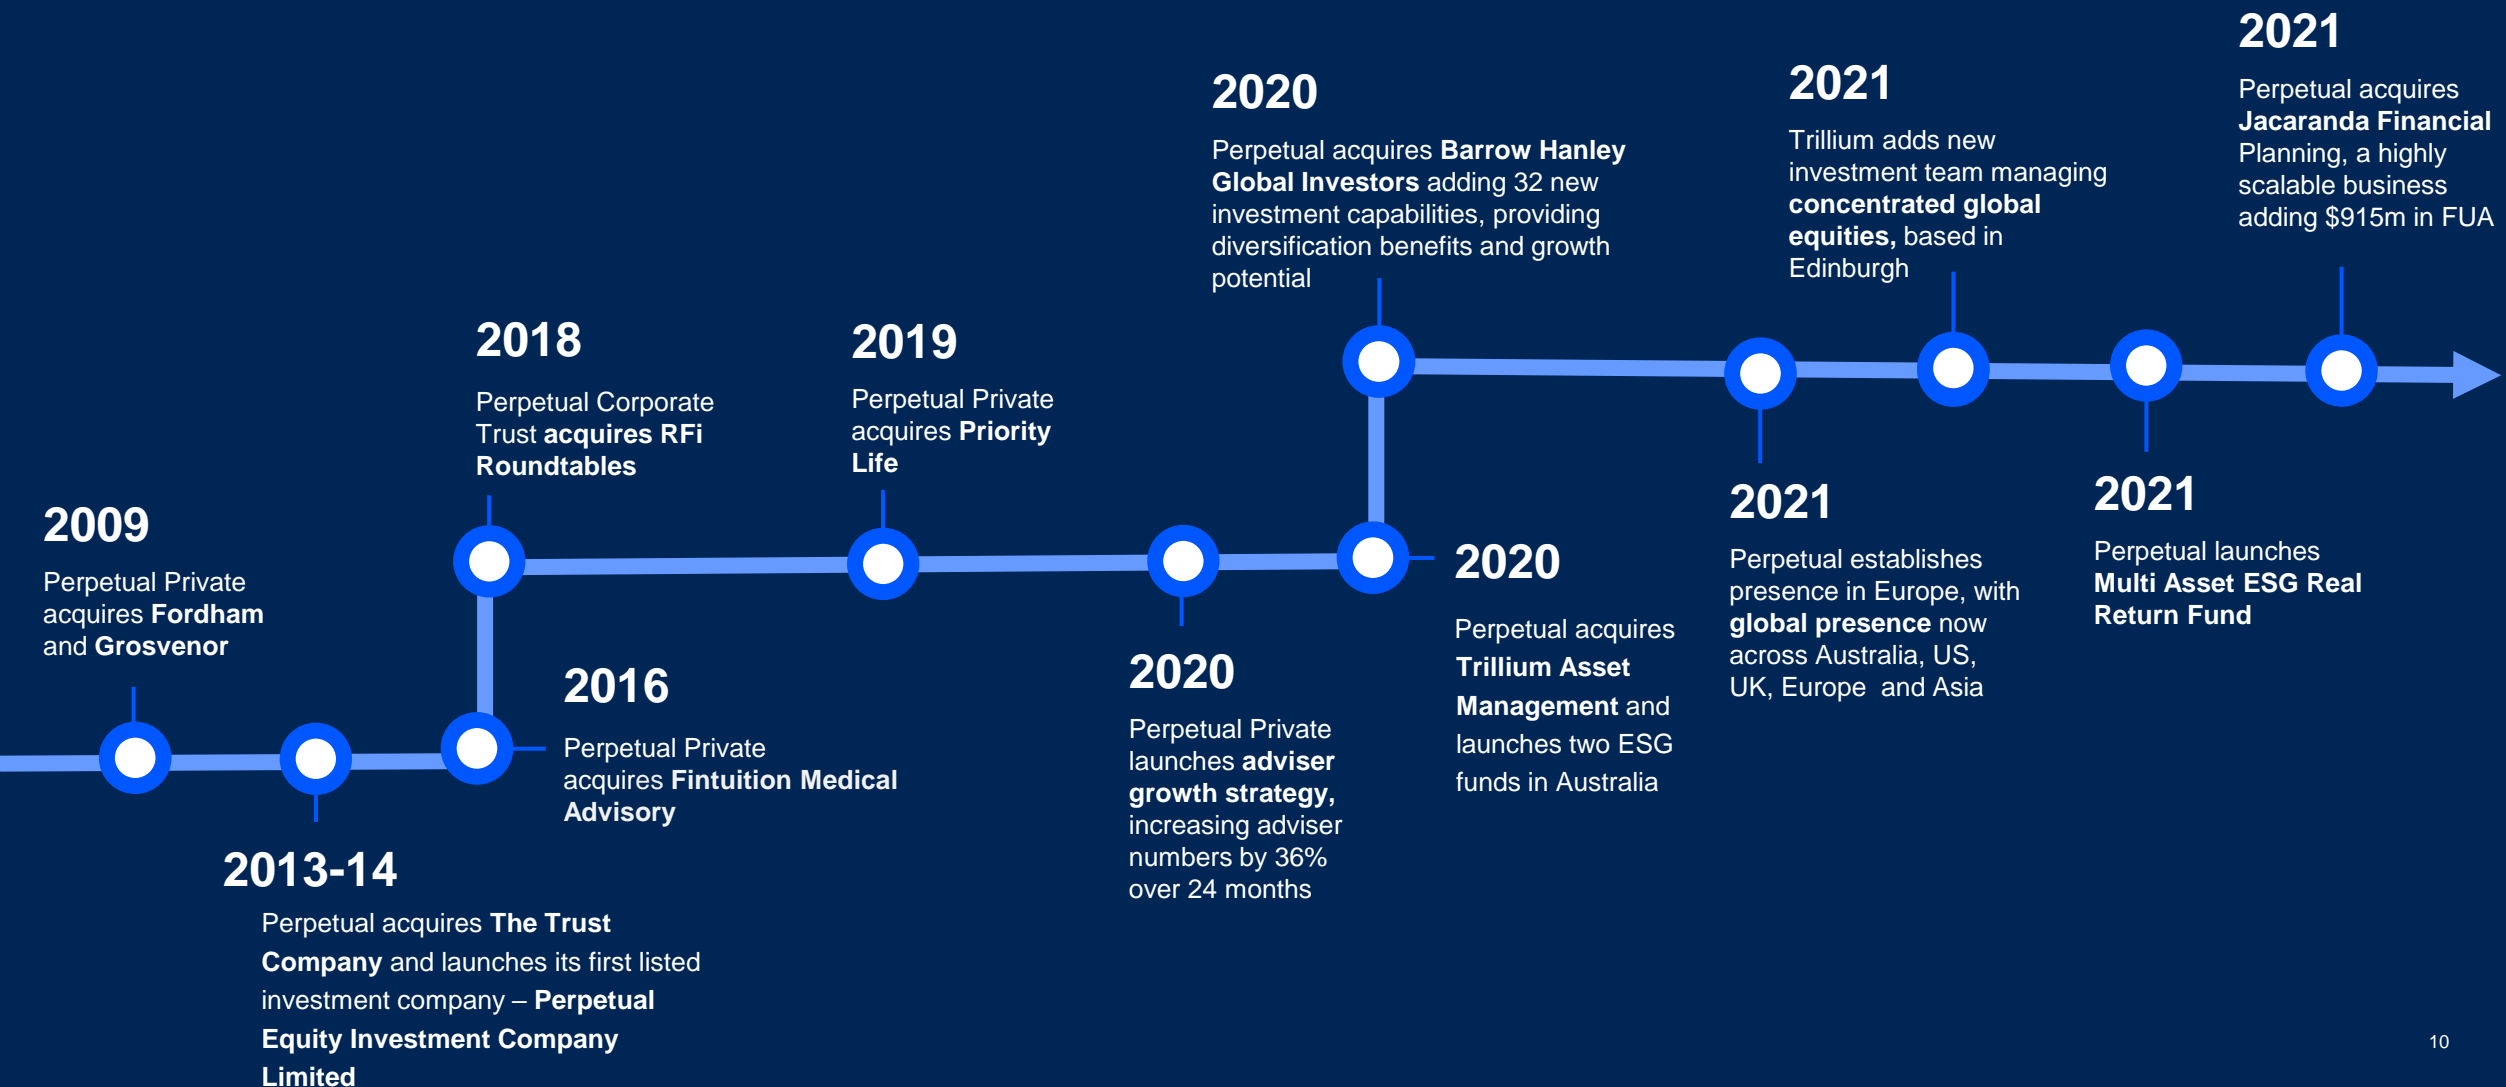 2009
Perpetual Private
acquires Fordham
and Grosvenor
2013-14
Perpetual acquires The Trust
Company and launches its first listed
investment company – Perpetual
Equity Investment Company
Limited
2016
Perpetual Private
acquires Fintuition Medical
Advisory
2018
Perpetual Corporate
Trust acquires RFi
Roundtables
2019
Perpetual Private
acquires Priority
Life
2020
Perpetual Private
launches adviser
growth strategy,
increasing adviser
numbers by 36%
over 24 months
2020
Perpetual acquires
Trillium Asset
Management and
launches two ESG
funds in Australia
2020
Perpetual acquires Barrow Hanley
Global Investors adding 32 new
investment capabilities, providing
diversification benefits and growth
potential
2021
Perpetual establishes
presence in Europe, with
global presence now
across Australia, US,
UK, Europe  and Asia
2021
Trillium adds new
investment team managing
concentrated global
equities, based in
Edinburgh
2021
Perpetual launches
Multi Asset ESG Real
Return Fund
2021
Perpetual acquires
Jacaranda Financial
Planning, a highly
scalable business
adding $915m in FUA
10